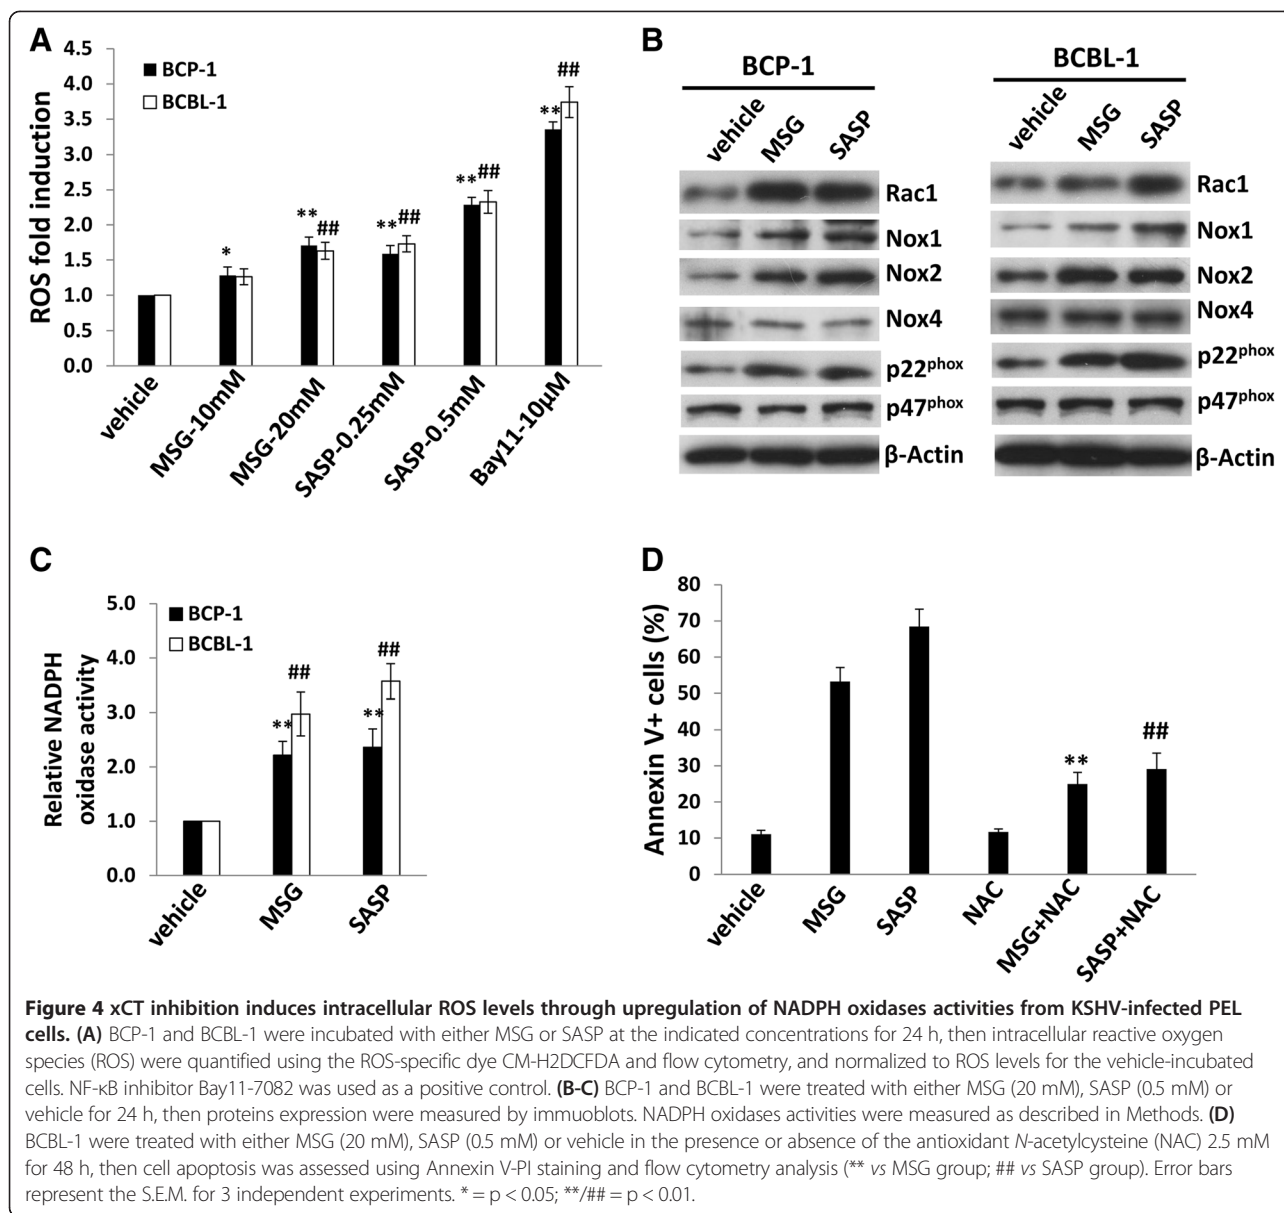 A
4.5
4.0
3.5
3.0
2.5
2.0
1.5
1.0
0.5
0.0
ROS fold induction
BCP-1
BCBL-1
*
**
##
**
##
**
##
**
##
vehicle
MSG-10mM
MSG-20mM
SASP-0.25mM
SASP-0.5mM
Bay11-10µM
B
BCP-1
vehicle
MSG
SASP
Rac1
Nox1
Nox2
Nox4
p22phox
p47phox
β-Actin
BCBL-1
vehicle
MSG
SASP
Rac1
Nox1
Nox2
Nox4
p22phox
p47phox
β-Actin
C
5.0
4.0
3.0
2.0
1.0
0.0
Relative NADPH
oxidase activity
BCP-1
BCBL-1
**
##
**
##
vehicle
MSG
SASP
D
80
70
60
50
40
30
20
10
0
Annexin V+ cells (%)
**
##
vehicle
MSG
SASP
NAC
MSG+NAC
SASP+NAC
Figure 4 xCT inhibition induces intracellular ROS levels through upregulation of NADPH oxidases activities from KSHV-infected PEL
cells. (A) BCP-1 and BCBL-1 were incubated with either MSG or SASP at the indicated concentrations for 24 h, then intracellular reactive oxygen
species (ROS) were quantified using the ROS-specific dye CM-H2DCFDA and flow cytometry, and normalized to ROS levels for the vehicle-incubated
cells. NF-κB inhibitor Bay11-7082 was used as a positive control. (B-C) BCP-1 and BCBL-1 were treated with either MSG (20 mM), SASP (0.5 mM) or
vehicle for 24 h, then proteins expression were measured by immuoblots. NADPH oxidases activities were measured as described in Methods. (D)
BCBL-1 were treated with either MSG (20 mM), SASP (0.5 mM) or vehicle in the presence or absence of the antioxidant N-acetylcysteine (NAC) 2.5 mM
for 48 h, then cell apoptosis was assessed using Annexin V-PI staining and flow cytometry analysis (** vs MSG group; ## vs SASP group). Error bars
represent the S.E.M. for 3 independent experiments. * = p < 0.05; **/## = p < 0.01.